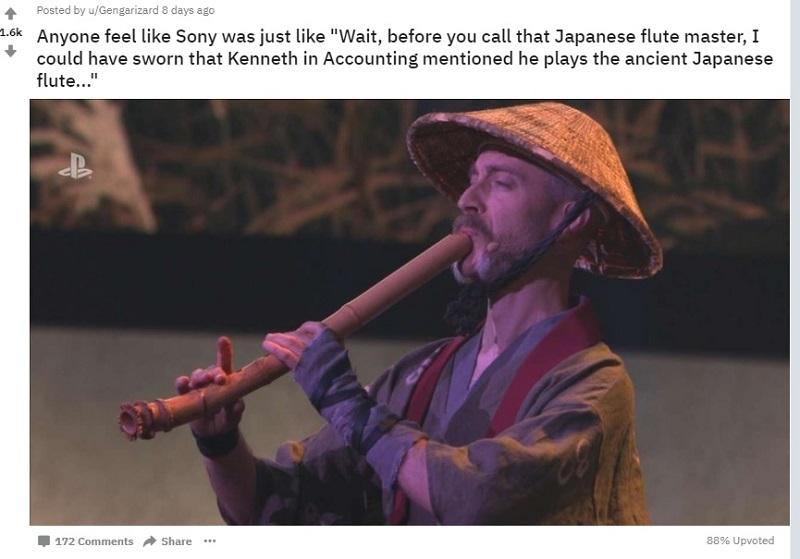 Posted by u/Gengarizard 8 days ago
1.6k
Anyone feel like Sony was just like "Wait, before you call that Japanese flute master, I
could have sworn that Kenneth in Accounting mentioned he plays the ancient Japanese
flute..."
172 Comments Share
88% Upvoted